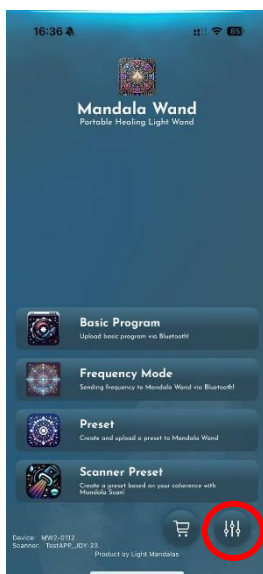 16:36
85
Mandala Wand
Portable Healing Light Wand
Basic Program
Upload basic program via Bluetooth!
Frequency Mode
Sending frequency to Mandala Wand via Bluetooth!
Preset
Create and upload a preset to Mandala Wand
Scanner Preset
Create a preset based on your coherence with
Mandala Scan!
Device: MW2-0112
Scanner: TestAPP_JDY-23
Product by Light Mandalas